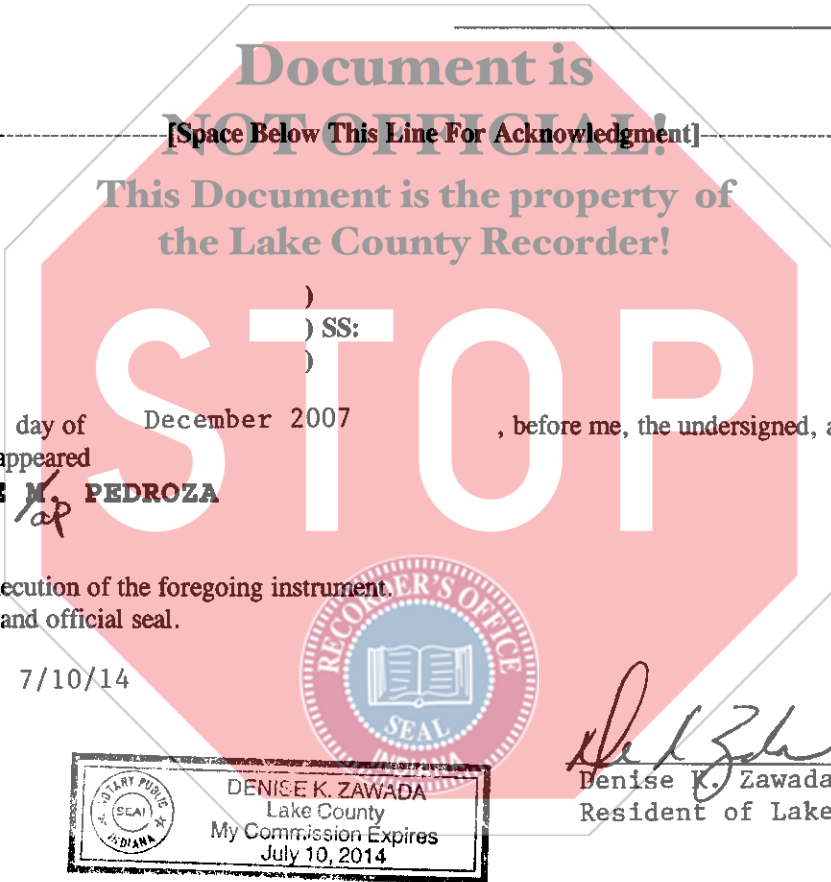 Document is
[Space Below This Line For Acknowledgment]
NOT OFFICIAL!
This Document is the property of
the Lake County Recorder!
)
) SS:
)
STOP
day of December 2007 , before me, the undersigned, a
appeared
M. PEDROZA
ap
ecution of the foregoing instrument.
and official seal.
RECORDER'S OFFICE
SEAL
INDIANA
7/10/14
NOTARY PUBLIC
SEAL
INDIANA
DENISE K. ZAWADA
Lake County
My Commission Expires
July 10, 2014
Denise K. Zawada
Resident of Lake